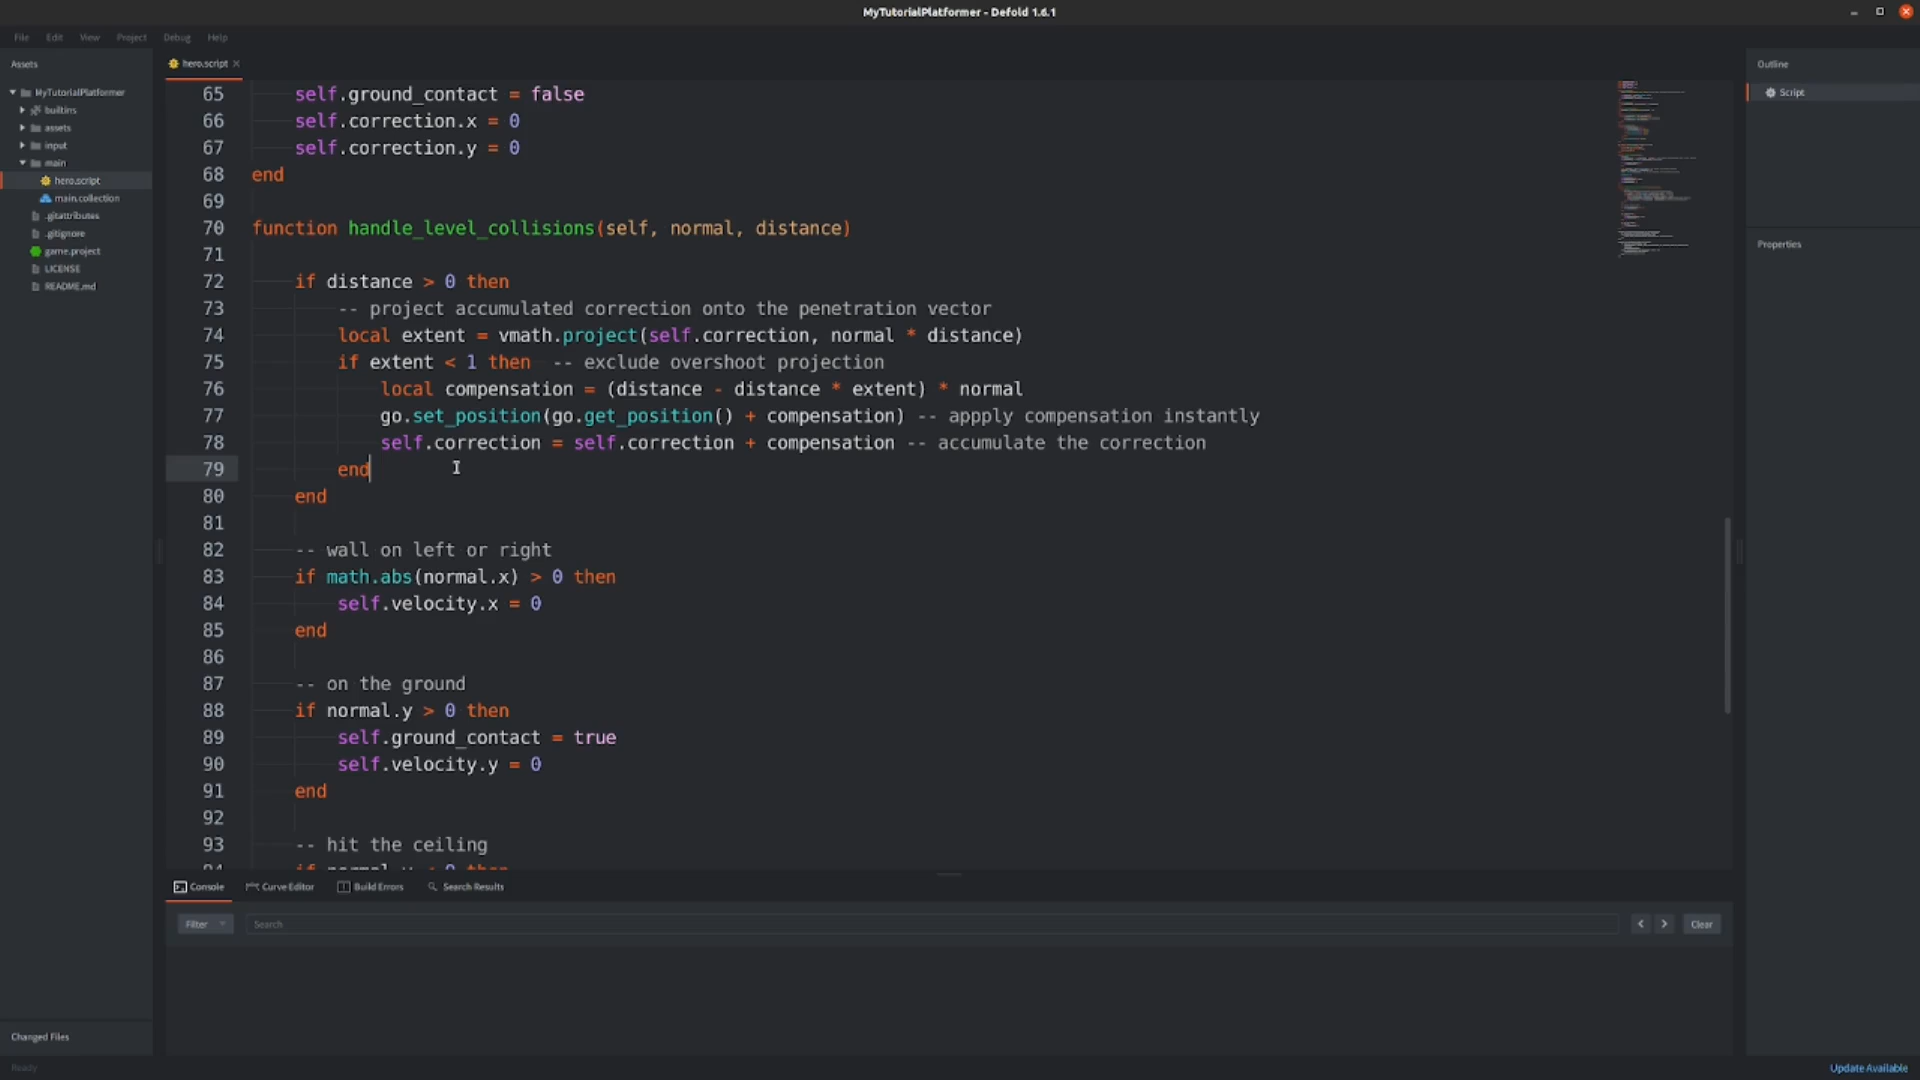 MyTutorialPlatformer - Defold 1.6.1
File Edit View Project Debug Help
Assets
MyTutorialPlatformer
builtins
assets
input
main
hero.script
main.collection
.gitattributes
.gitignore
game.project
LICENSE
README.md
Changed Files
Ready
hero.script ×
65 self.ground_contact = false
66 self.correction.x = 0
67 self.correction.y = 0
68 end
69
70 function handle_level_collisions(self, normal, distance)
71
72 if distance > 0 then
73 -- project accumulated correction onto the penetration vector
74 local extent = vmath.project(self.correction, normal * distance)
75 if extent < 1 then -- exclude overshoot projection
76 local compensation = (distance - distance * extent) * normal
77 go.set_position(go.get_position() + compensation) -- appply compensation instantly
78 self.correction = self.correction + compensation -- accumulate the correction
79 end
80 end
81
82 -- wall on left or right
83 if math.abs(normal.x) > 0 then
84 self.velocity.x = 0
85 end
86
87 -- on the ground
88 if normal.y > 0 then
89 self.ground_contact = true
90 self.velocity.y = 0
91 end
92
93 -- hit the ceiling
Console Curve Editor Build Errors Search Results
Filter Search Clear
Outline
Script
Properties
Update Available